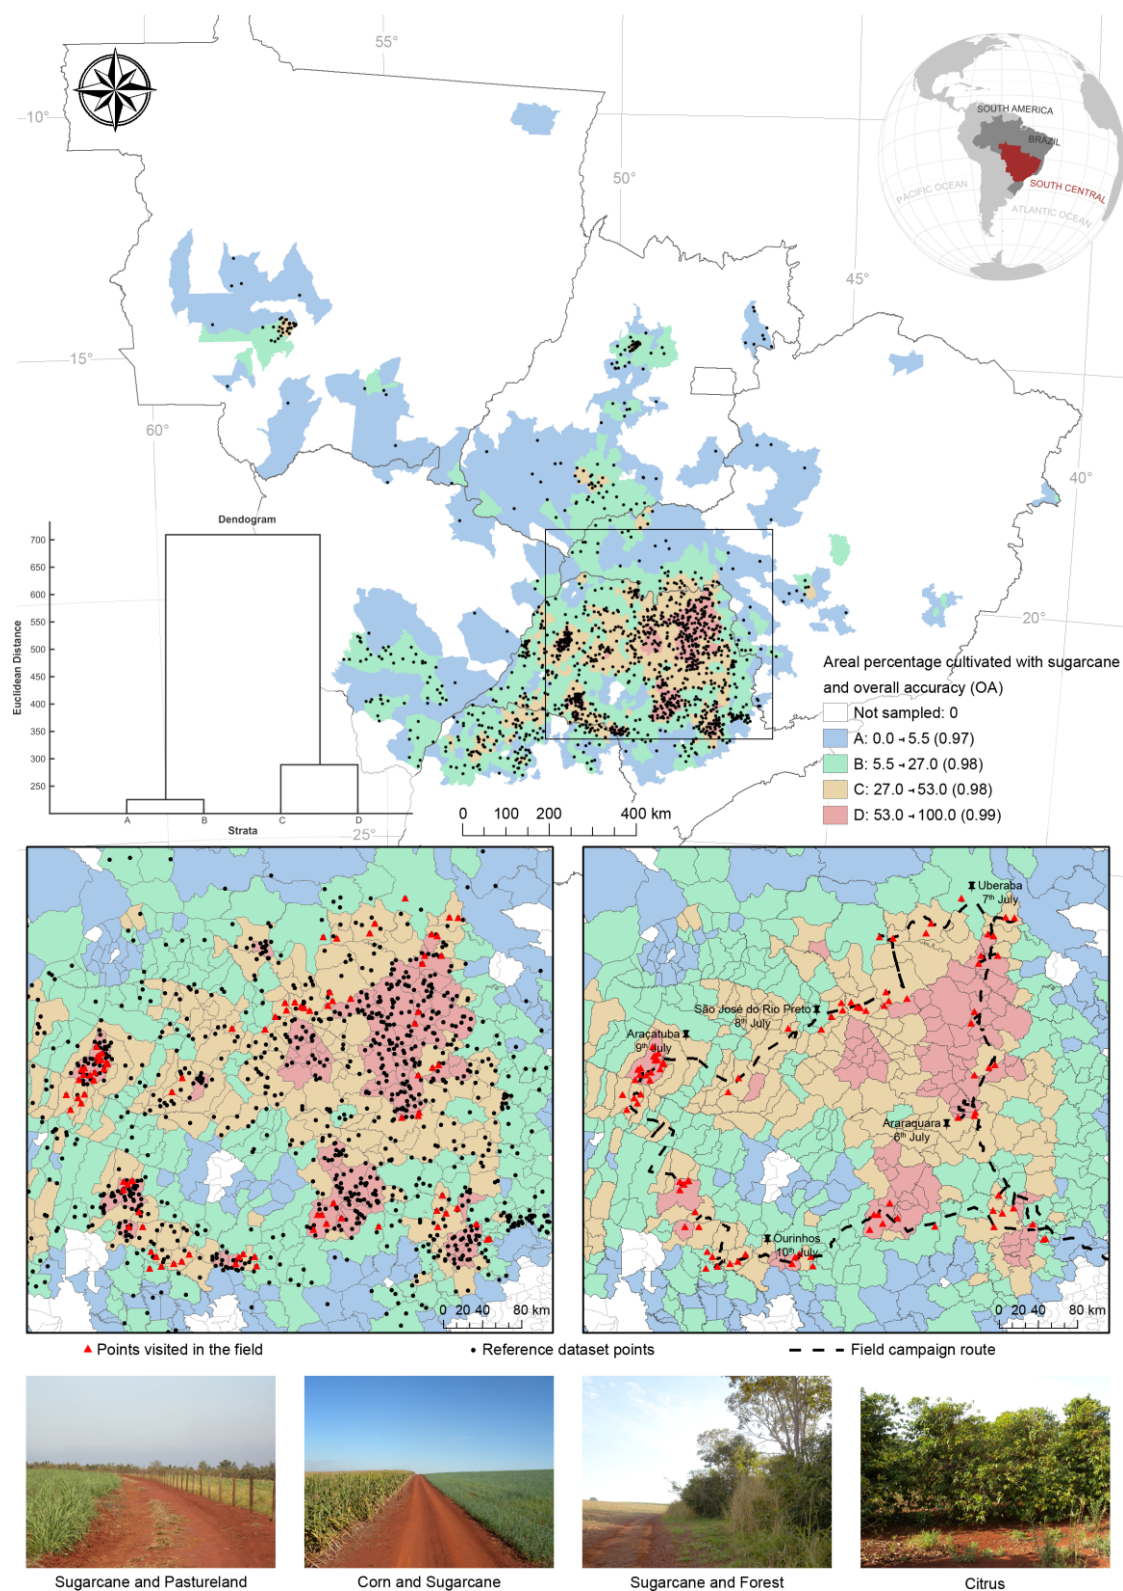 55°
-10°
SOUTH AMERICA
BRAZIL
50°
SOUTH CENTRAL
PACIFIC OCEAN
ATLANTIC OCEAN
45°
-15°
60°
40°
Dendogram
700
650
600
550
500
450
400
350
300
250
Euclidean Distance
A B C D
Strata
20°
25°
Areal percentage cultivated with sugarcane
and overall accuracy (OA)
Not sampled: 0
A: 0.0 ⊣ 5.5 (0.97)
B: 5.5 ⊣ 27.0 (0.98)
C: 27.0 ⊣ 53.0 (0.98)
D: 53.0 ⊣ 100.0 (0.99)
0 100 200 400 km
0 20 40 80 km
Uberaba
7th July
São José do Rio Preto
8th July
Araçatuba
9th July
Araraquara
6th July
Ourinhos
10th July
0 20 40 80 km
Points visited in the field
Reference dataset points
Field campaign route
Sugarcane and Pastureland
Corn and Sugarcane
Sugarcane and Forest
Citrus